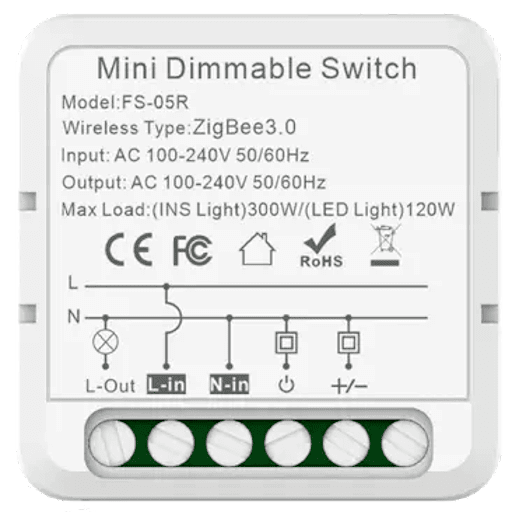 Mini Dimmable Switch
Model:FS-05R
Wireless Type:ZigBee3.0
Input: AC 100-240V 50/60Hz
Output: AC 100-240V 50/60Hz
Max Load:(INS Light)300W/(LED Light)120W
CE FC RoHS
L
N
L-Out L-in N-in +/−